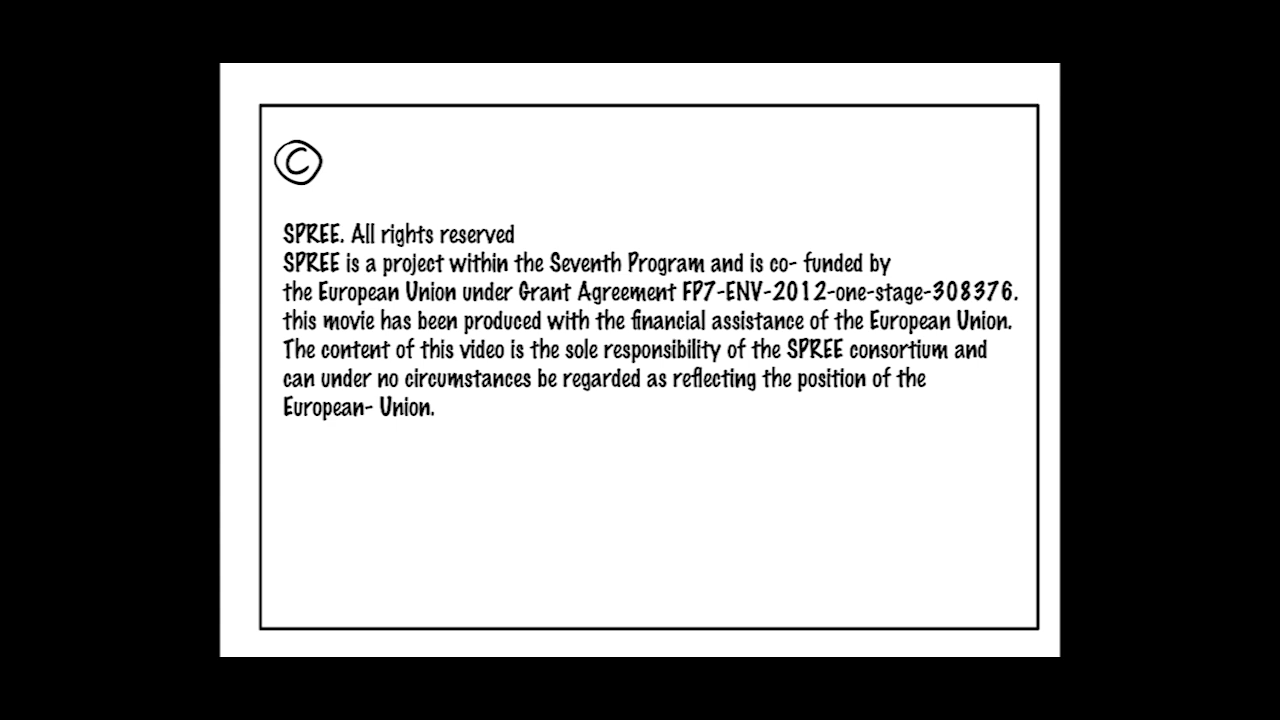 ©
SPREE. All rights reserved
SPREE is a project within the Seventh Program and is co- funded by
the European Union under Grant Agreement FP7-ENV-2012-one-stage-308376.
this movie has been produced with the financial assistance of the European Union.
The content of this video is the sole responsibility of the SPREE consortium and
can under no circumstances be regarded as reflecting the position of the
European- Union.